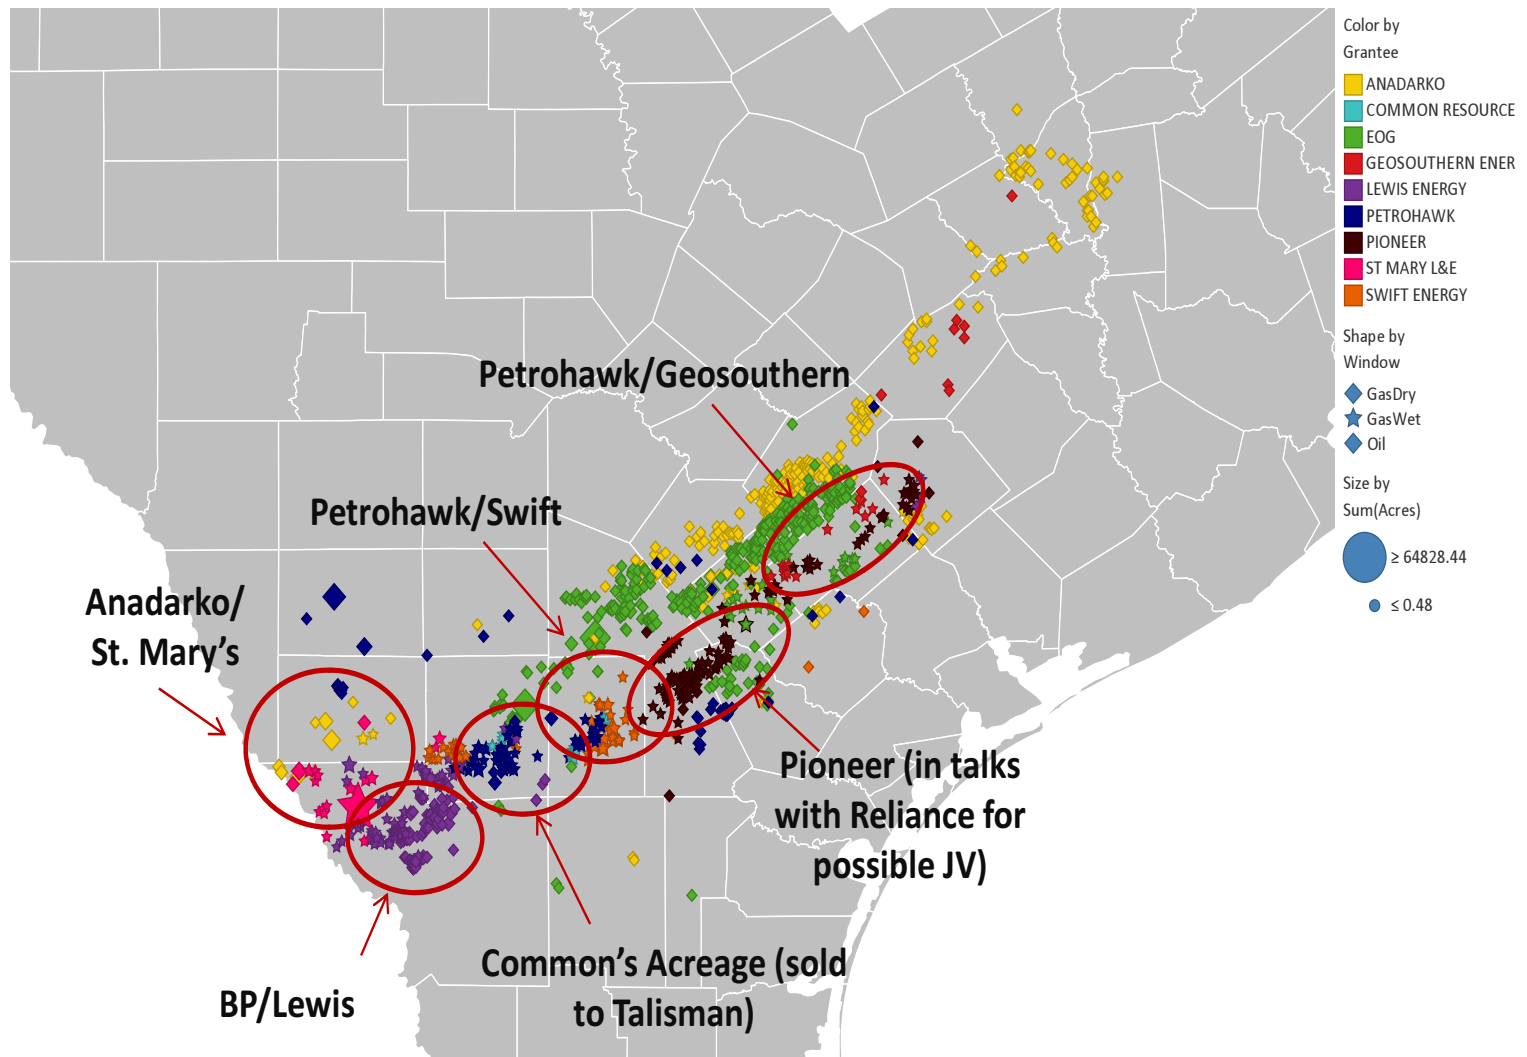 Petrohawk/Geosouthern
Petrohawk/Swift
Anadarko/
St. Mary’s
Pioneer (in talks
with Reliance for
possible JV)
Common’s Acreage (sold
to Talisman)
BP/Lewis
Color by
Grantee
ANADARKO
COMMON RESOURCE
EOG
GEOSOUTHERN ENER
LEWIS ENERGY
PETROHAWK
PIONEER
ST MARY L&E
SWIFT ENERGY
Shape by
Window
GasDry
GasWet
Oil
Size by
Sum(Acres)
≥ 64828.44
≤ 0.48